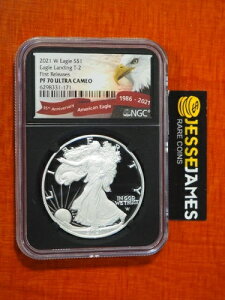 2021 W Eagle S$1
Eagle Landing T-2
First Releases
PF 70 ULTRA CAMEO
6298331-171
35th Anniversary
American Eagle
1986 - 2021
NGC
IN GOD
WE TRUST
JESSE JAMES
RARE COINS